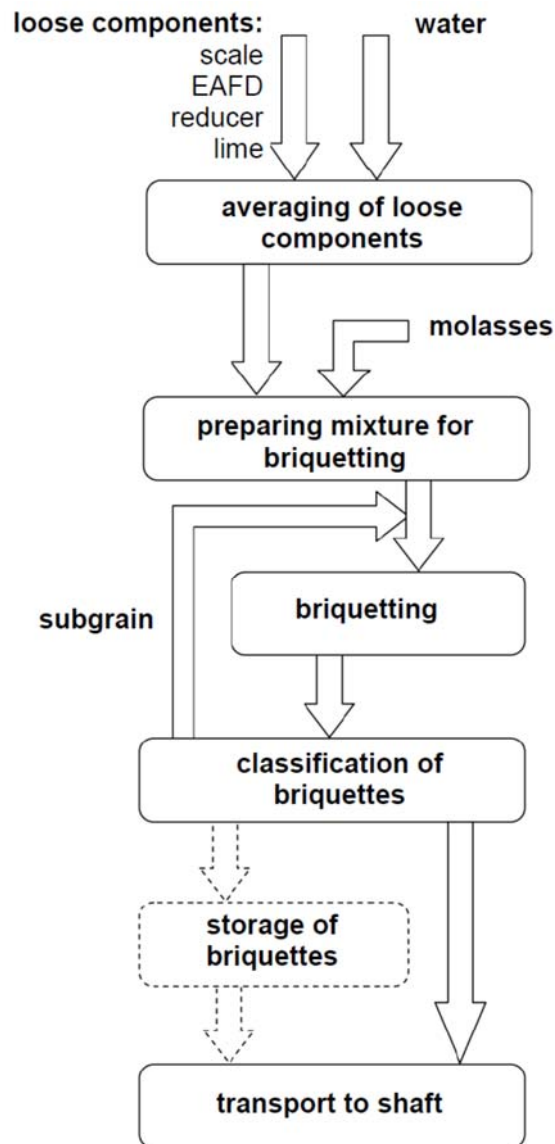 loose components:
scale
EAFD
reducer
lime
water
averaging of loose
components
molasses
preparing mixture for
briquetting
subgrain
briquetting
classification of
briquettes
storage of
briquettes
transport to shaft